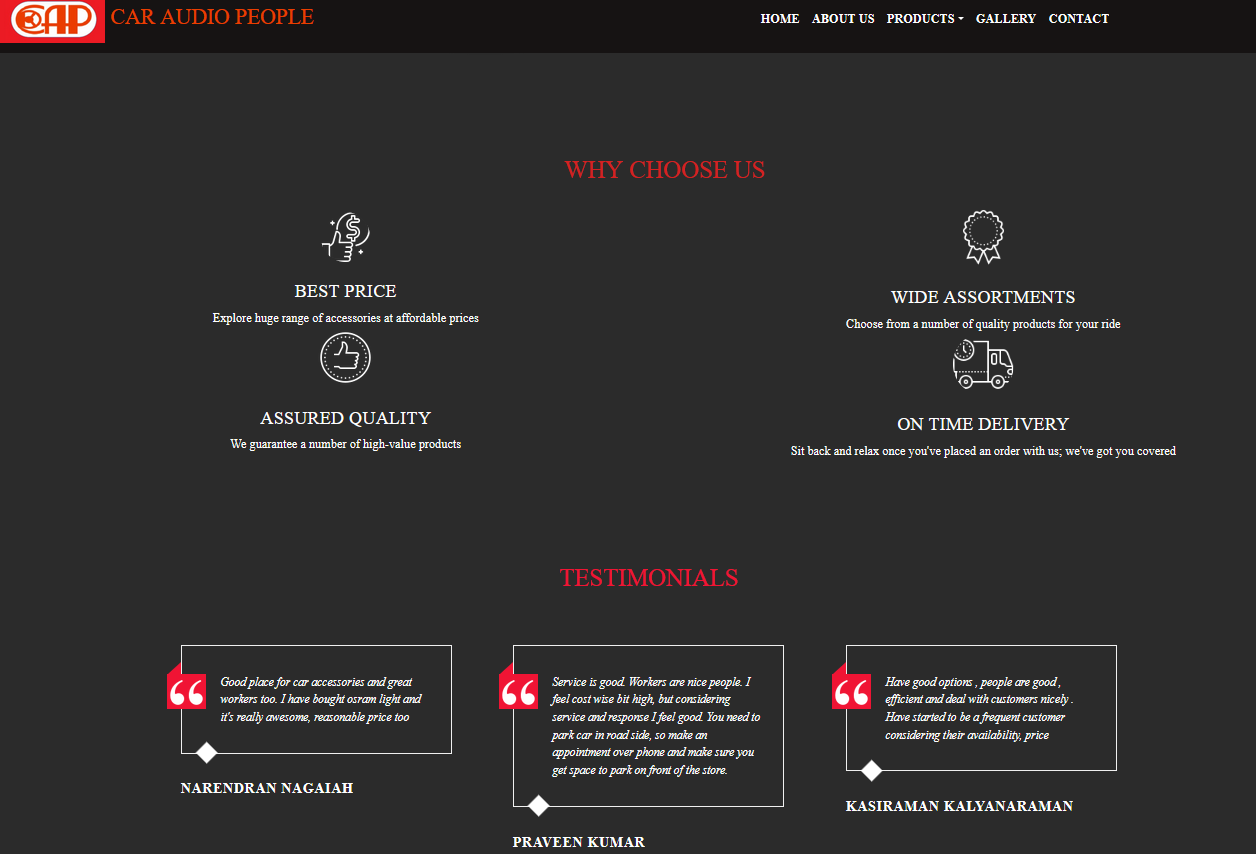 CAP CAR AUDIO PEOPLE
HOME ABOUT US PRODUCTS GALLERY CONTACT
WHY CHOOSE US
BEST PRICE
Explore huge range of accessories at affordable prices
WIDE ASSORTMENTS
Choose from a number of quality products for your ride
ASSURED QUALITY
We guarantee a number of high-value products
ON TIME DELIVERY
Sit back and relax once you've placed an order with us; we've got you covered
TESTIMONIALS
Good place for car accessories and great
workers too. I have bought osram light and
it's really awesome, reasonable price too
NARENDRAN NAGAIAH
Service is good. Workers are nice people. I
feel cost wise bit high, but considering
service and response I feel good. You need to
park car in road side, so make an
appointment over phone and make sure you
get space to park on front of the store.
PRAVEEN KUMAR
Have good options , people are good ,
efficient and deal with customers nicely .
Have started to be a frequent customer
considering their availability, price
KASIRAMAN KALYANARAMAN